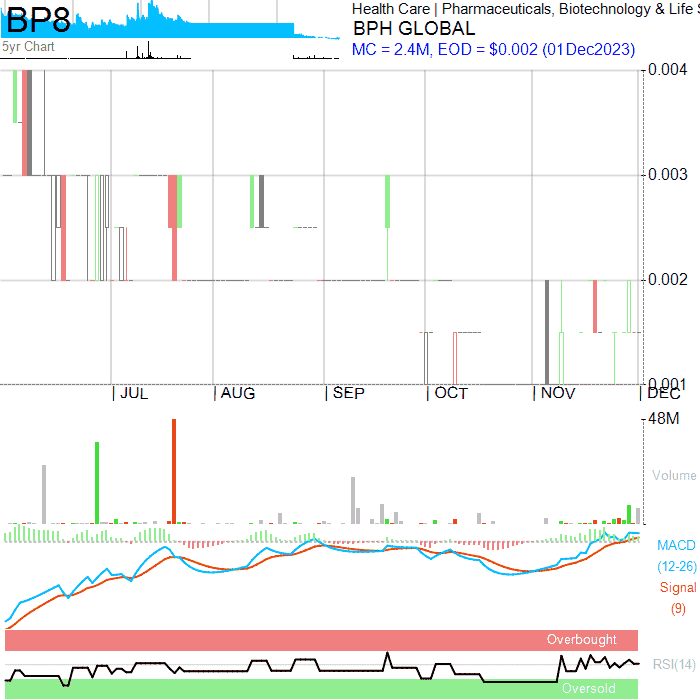 BP8
5yr Chart
Health Care | Pharmaceuticals, Biotechnology & Life S
BPH GLOBAL
MC = 2.4M, EOD = $0.002 (01Dec2023)
0.004
0.003
0.002
0.001
| JUL
| AUG
| SEP
| OCT
| NOV
| DEC
48M
Volume
MACD
(12-26)
Signal
(9)
Overbought
RSI(14)
Oversold